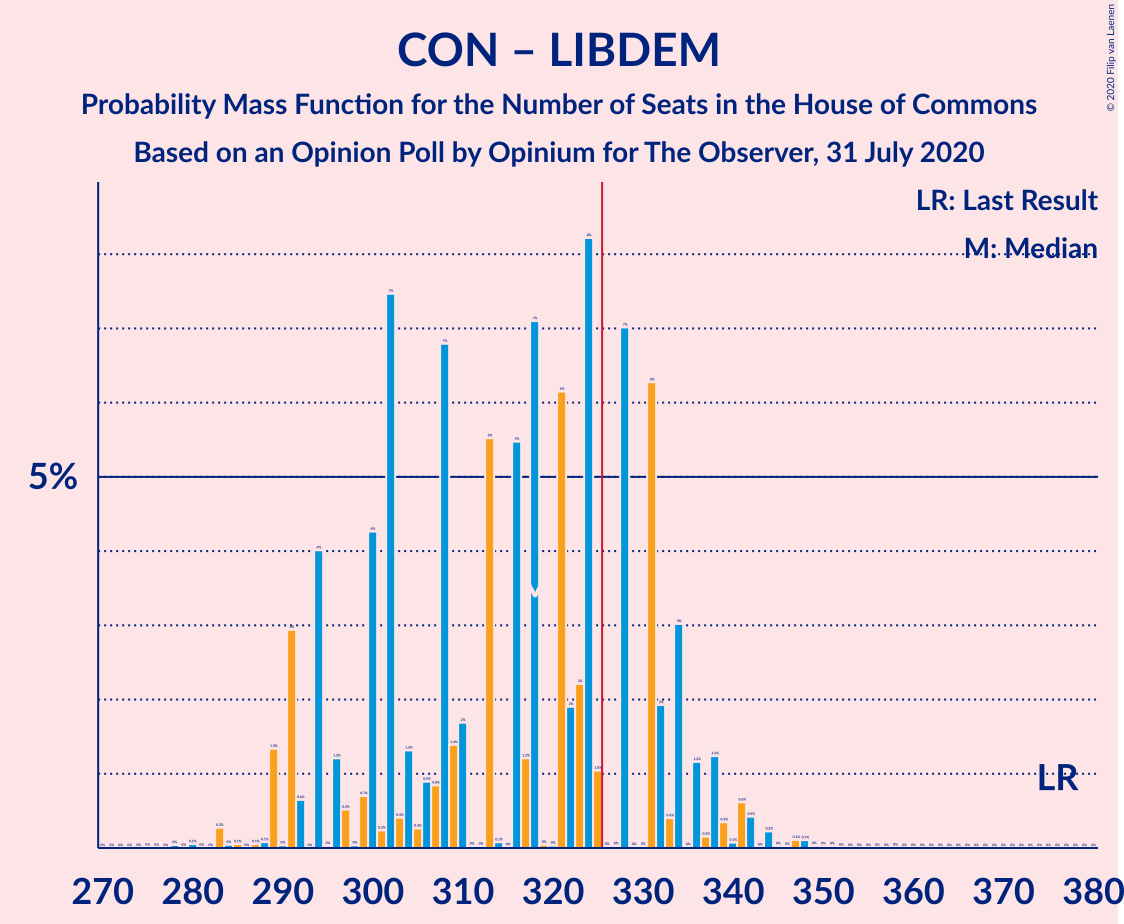 CON – LIBDEM
Probability Mass Function for the Number of Seats in the House of Commons
Based on an Opinion Poll by Opinium for The Observer, 31 July 2020
© 2020 Filip van Laenen
LR: Last Result
M: Median
5%
LR
270 280 290 300 310 320 330 340 350 360 370 380